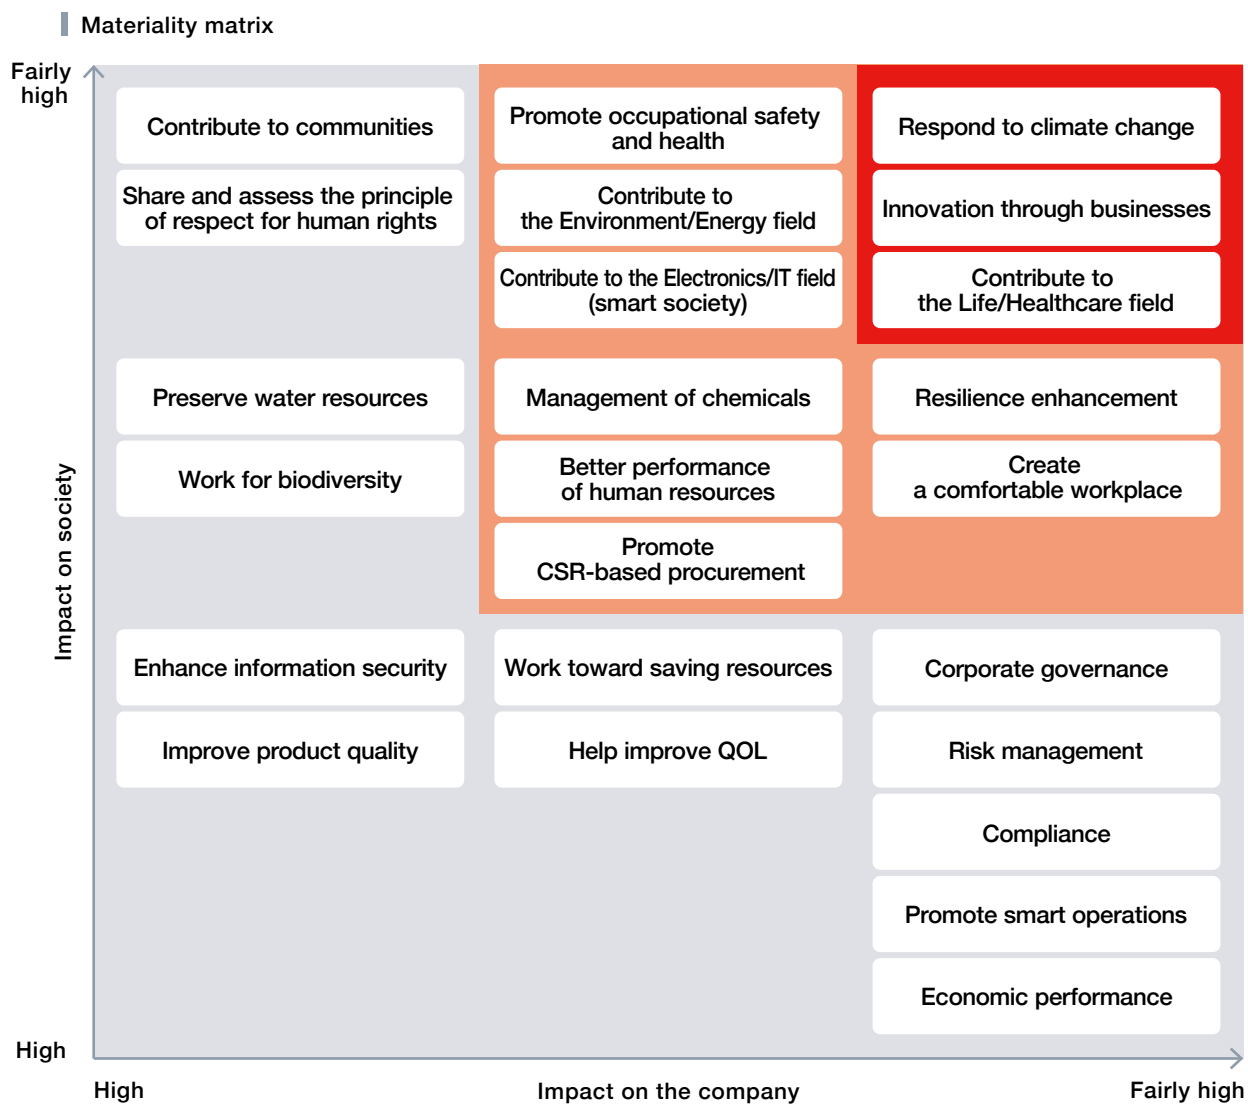 Materiality matrix
Fairly
high
Contribute to communities
Promote occupational safety
and health
Respond to climate change
Share and assess the principle
of respect for human rights
Contribute to
the Environment/Energy field
Innovation through businesses
Contribute to the Electronics/IT field
(smart society)
Contribute to
the Life/Healthcare field
Preserve water resources
Management of chemicals
Resilience enhancement
Work for biodiversity
Better performance
of human resources
Create
a comfortable workplace
Promote
CSR-based procurement
Impact on society
Enhance information security
Work toward saving resources
Corporate governance
Improve product quality
Help improve QOL
Risk management
Compliance
Promote smart operations
Economic performance
High
High
Impact on the company
Fairly high